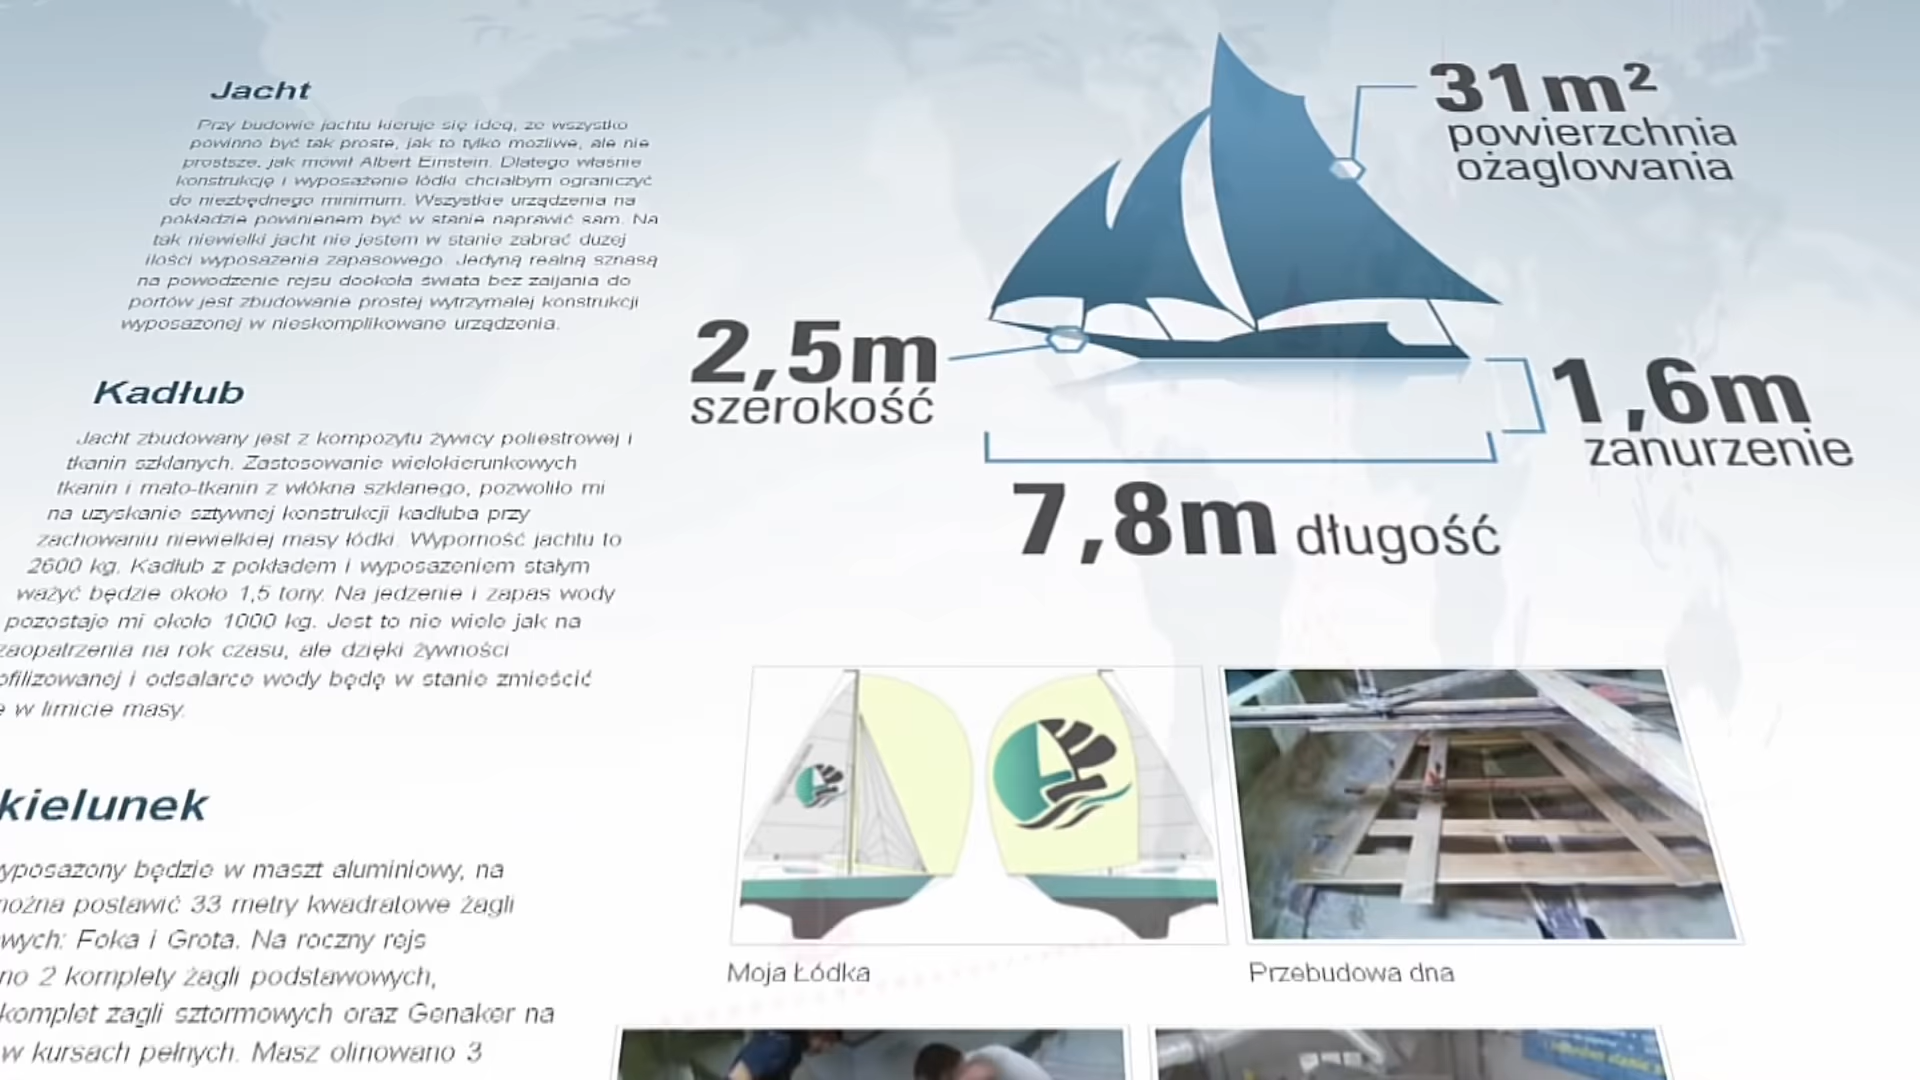 Jacht
Przy budowie jachtu kieruję się ideą, że wszystko
powinno być tak proste, jak to tylko możliwe, ale nie
prostsze, jak mówił Albert Einstein. Dlatego właśnie
konstrukcję i wyposażenie łódki chciałbym ograniczyć
do niezbędnego minimum. Wszystkie urządzenia na
pokładzie powinienem być w stanie naprawić sam. Na
tak niewielki jacht nie jestem w stanie zabrać dużej
ilości wyposażenia zapasowego. Jedyną realną sznasą
na powodzenie rejsu dookoła świata bez zaijania do
portów jest zbudowanie prostej wytrzymałej konstrukcji
wyposażonej w nieskomplikowane urządzenia.
Kadłub
Jacht zbudowany jest z kompozytu żywicy poliestrowej i
tkanin szklanych. Zastosowanie wielokierunkowych
tkanin i mato-tkanin z włókna szklanego, pozwoliło mi
na uzyskanie sztywnej konstrukcji kadłuba przy
zachowaniu niewielkiej masy łódki. Wyporność jachtu to
2600 kg. Kadłub z pokładem i wyposażeniem stałym
ważyć będzie około 1,5 tony. Na jedzenie i zapas wody
pozostaje mi około 1000 kg. Jest to nie wiele jak na
zaopatrzenia na rok czasu, ale dzięki żywności
ofilizowanej i odsalarce wody będę w stanie zmieścić
e w limicie masy.
kielunek
yposażony będzie w maszt aluminiowy, na
można postawić 33 metry kwadratowe żagli
wych: Foka i Grota. Na roczny rejs
no 2 komplety żagli podstawowych,
komplet żagli sztormowych oraz Genaker na
w kursach pełnych. Masz olinowano 3
31m²
powierzchnia
ożaglowania
2,5m
szerokość
1,6m
zanurzenie
7,8m długość
Moja Łódka
Przebudowa dna